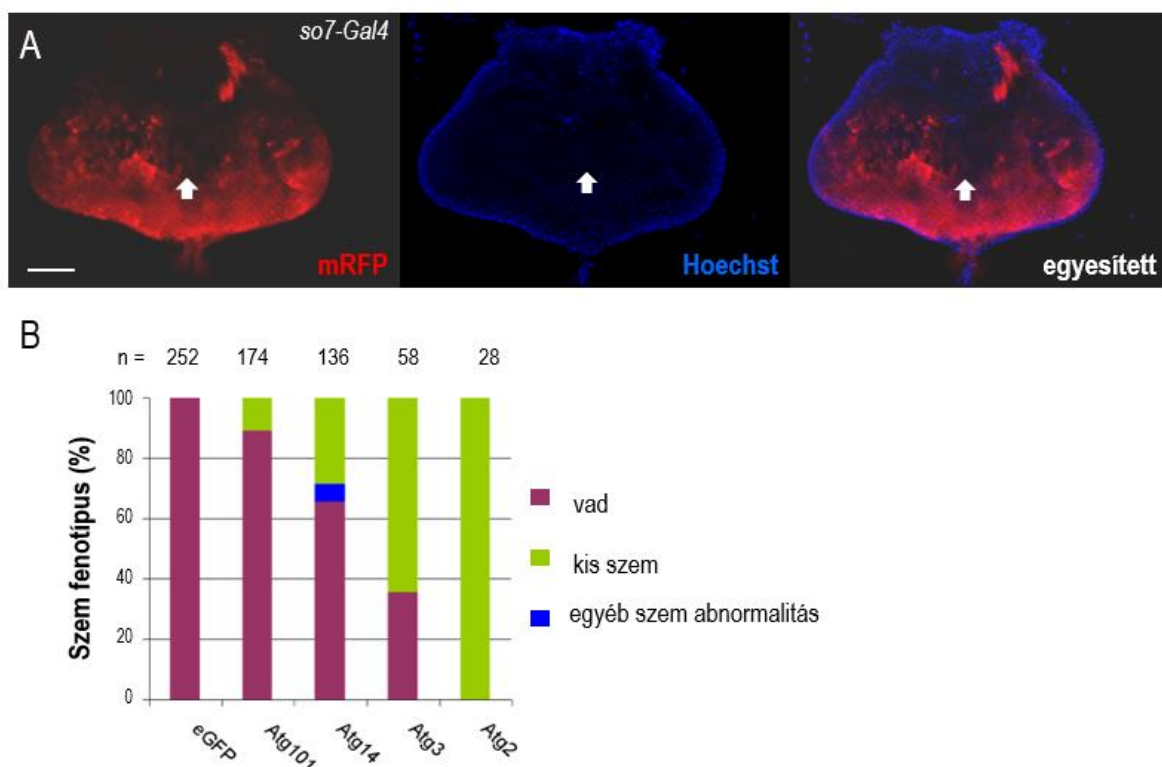 A
so7-Gal4
mRFP
Hoechst
egyesített
B
n = 252 174 136 58 28
Szem fenotípus (%)
100
80
60
40
20
0
eGFP
Atg101
Atg14
Atg3
Atg2
vad
kis szem
egyéb szem abnormalitás